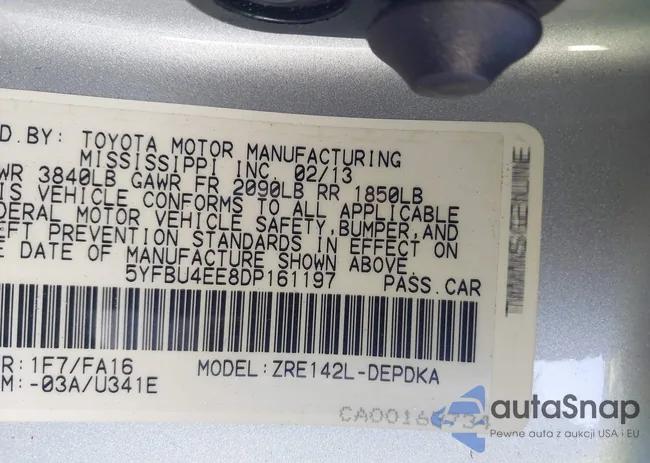 D.BY: TOYOTA MOTOR MANUFACTURING
MISSISSIPPI INC. 02/13
WR 3840LB GAWR FR 2090LB RR 1850LB
IS VEHICLE CONFORMS TO ALL APPLICABLE
DERAL MOTOR VEHICLE SAFETY,BUMPER,AND
EFT PREVENTION STANDARDS IN EFFECT ON
E DATE OF MANUFACTURE SHOWN ABOVE.
5YFBU4EE8DP161197 PASS.CAR
R:1F7/FA16 MODEL:ZRE142L-DEPDKA
M:-03A/U341E
autaSnap
Pewne auta z aukcji USA i EU